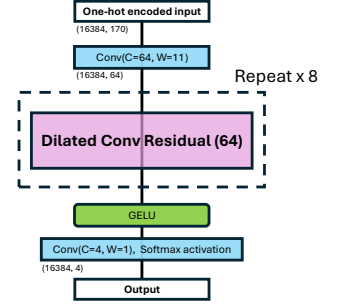 One-hot encoded input
(16384, 170)
Conv(C=64, W=11)
(16384, 64)
Repeat x 8
Dilated Conv Residual (64)
GELU
Conv(C=4, W=1), Softmax activation
(16384, 4)
Output